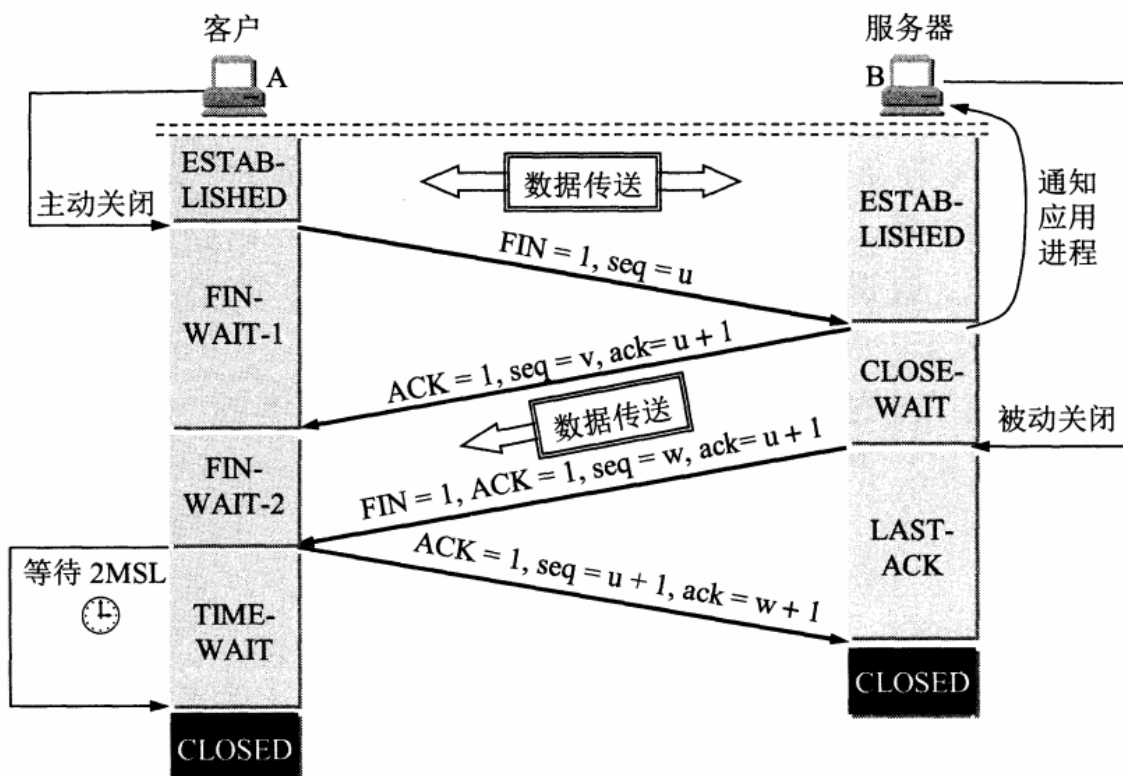 客户
服务器
A
B
ESTAB-
LISHED
数据传送
ESTAB-
LISHED
通知
应用
进程
主动关闭
FIN = 1, seq = u
FIN-
WAIT-1
ACK = 1, seq = v, ack= u + 1
CLOSE-
WAIT
数据传送
被动关闭
FIN-
WAIT-2
FIN = 1, ACK = 1, seq = w, ack= u + 1
LAST-
ACK
等待 2MSL
ACK = 1, seq = u + 1, ack = w + 1
TIME-
WAIT
CLOSED
CLOSED